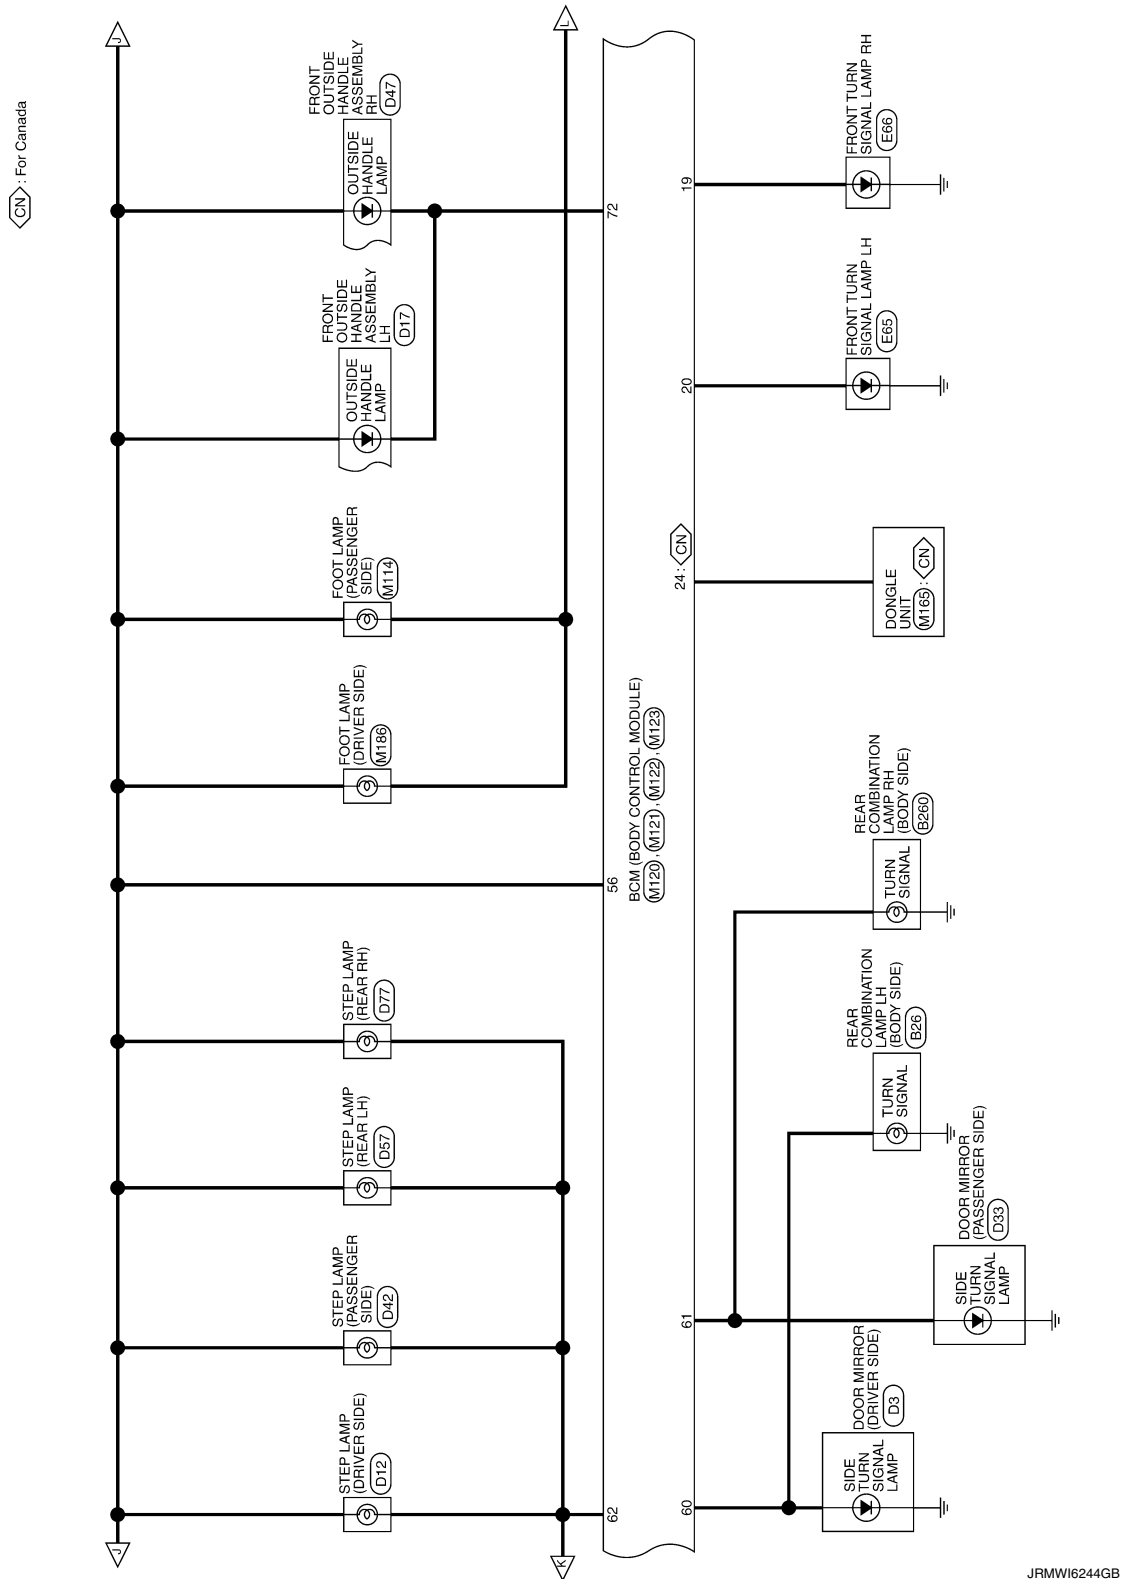 J
STEP LAMP
(DRIVER SIDE)
D12
STEP LAMP
(PASSENGER
SIDE)
D42
STEP LAMP
(REAR LH)
D57
STEP LAMP
(REAR RH)
D77
FOOT LAMP
(DRIVER SIDE)
M186
FOOT LAMP
(PASSENGER
SIDE)
M114
FRONT
OUTSIDE
HANDLE
ASSEMBLY
LH
D17
OUTSIDE
HANDLE
LAMP
FRONT
OUTSIDE
HANDLE
ASSEMBLY
RH
D47
OUTSIDE
HANDLE
LAMP
J
CN : For Canada
K
L
62
56
72
BCM (BODY CONTROL MODULE)
M120 , M121 , M122 , M123
60
61
24 : CN
20
19
DOOR MIRROR
(DRIVER SIDE)
D3
SIDE
TURN
SIGNAL
LAMP
DOOR MIRROR
(PASSENGER SIDE)
D33
SIDE
TURN
SIGNAL
LAMP
REAR
COMBINATION
LAMP LH
(BODY SIDE)
B26
TURN
SIGNAL
REAR
COMBINATION
LAMP RH
(BODY SIDE)
B260
TURN
SIGNAL
DONGLE
UNIT
M165 : CN
FRONT TURN
SIGNAL LAMP LH
E65
FRONT TURN
SIGNAL LAMP RH
E66
JRMWI6244GB